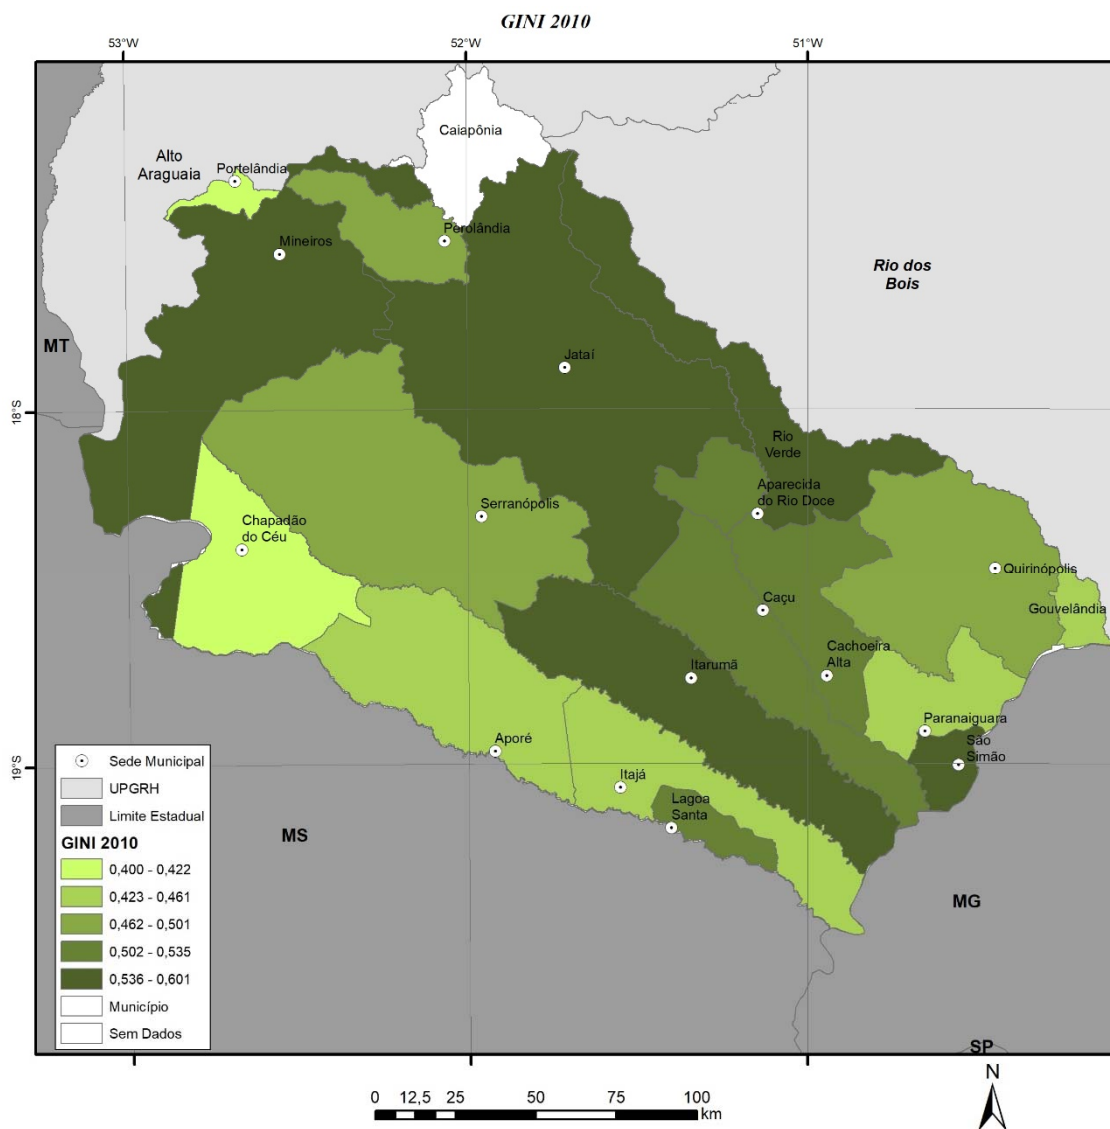 GINI 2010
53°W
52°W
51°W
Caiapônia
Alto
Araguaia
Portelândia
Perolândia
Mineiros
Rio dos
Bois
MT
Jataí
18°S
Rio
Verde
Aparecida
do Rio Doce
Serranópolis
Chapadão
do Céu
Quirinópolis
Caçu
Gouvelândia
Cachoeira
Alta
Itarumã
Paranaiguara
São
Simão
Aporé
19°S
Itajá
Lagoa
Santa
MS
MG
SP
Sede Municipal
UPGRH
Limite Estadual
GINI 2010
0,400 - 0,422
0,423 - 0,461
0,462 - 0,501
0,502 - 0,535
0,536 - 0,601
Município
Sem Dados
0 12,5 25 50 75 100
km
N